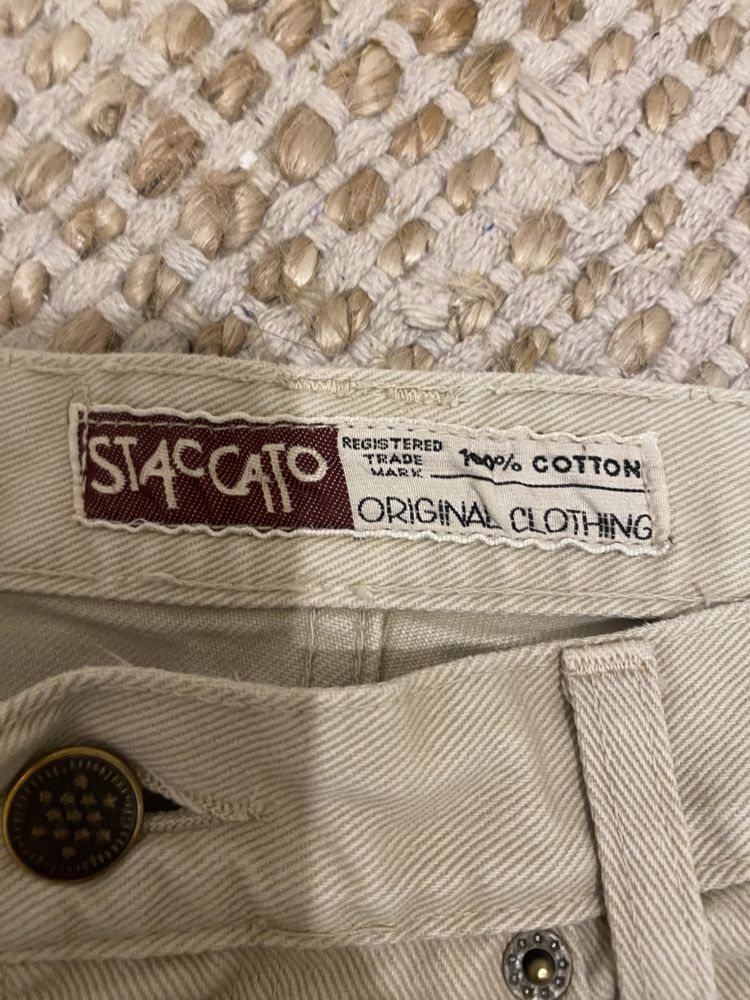 STACCATO
REGISTERED
TRADE
MARK
100% COTTON
ORIGINAL CLOTHING